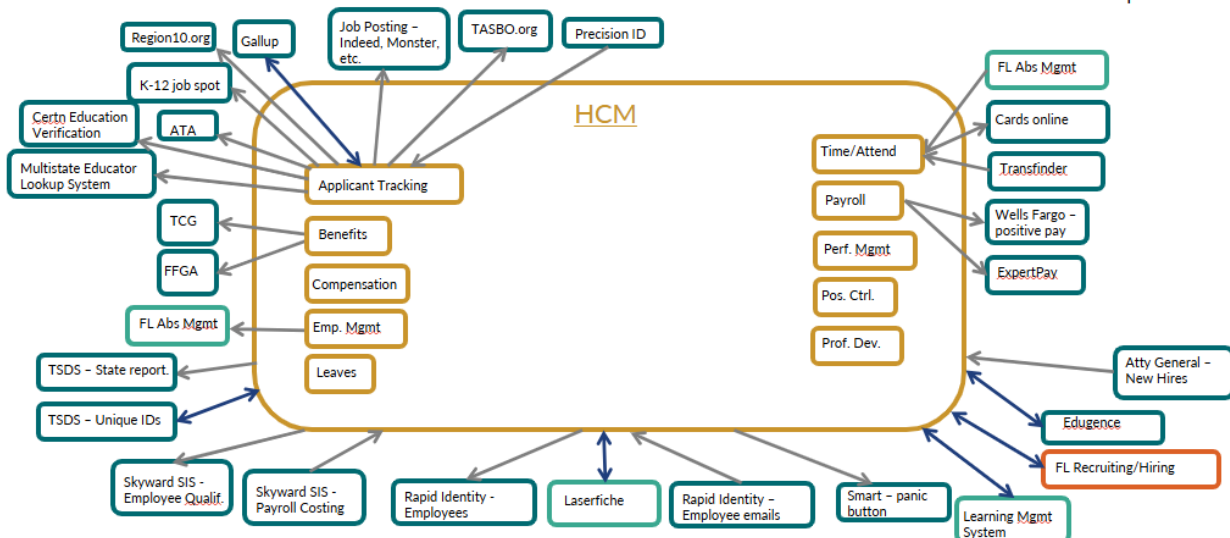 Region10.org
Gallup
Job Posting –
Indeed, Monster,
etc.
TASBO.org
Precision ID
K-12 job spot
Certn Education
Verification
ATA
Multistate Educator
Lookup System
HCM
FL Abs Mgmt
Cards online
Time/Attend
Transfinder
Applicant Tracking
Payroll
TCG
Benefits
Wells Fargo –
positive pay
Perf. Mgmt
FFGA
Compensation
ExpertPay
Pos. Ctrl.
FL Abs Mgmt
Emp. Mgmt
Prof. Dev.
TSDS – State report.
Leaves
Atty General –
New Hires
TSDS – Unique IDs
Edugence
FL Recruiting/Hiring
Skyward SIS -
Employee Qualif.
Skyward SIS -
Payroll Costing
Rapid Identity -
Employees
Laserfiche
Rapid Identity –
Employee emails
Smart – panic
button
Learning Mgmt
System